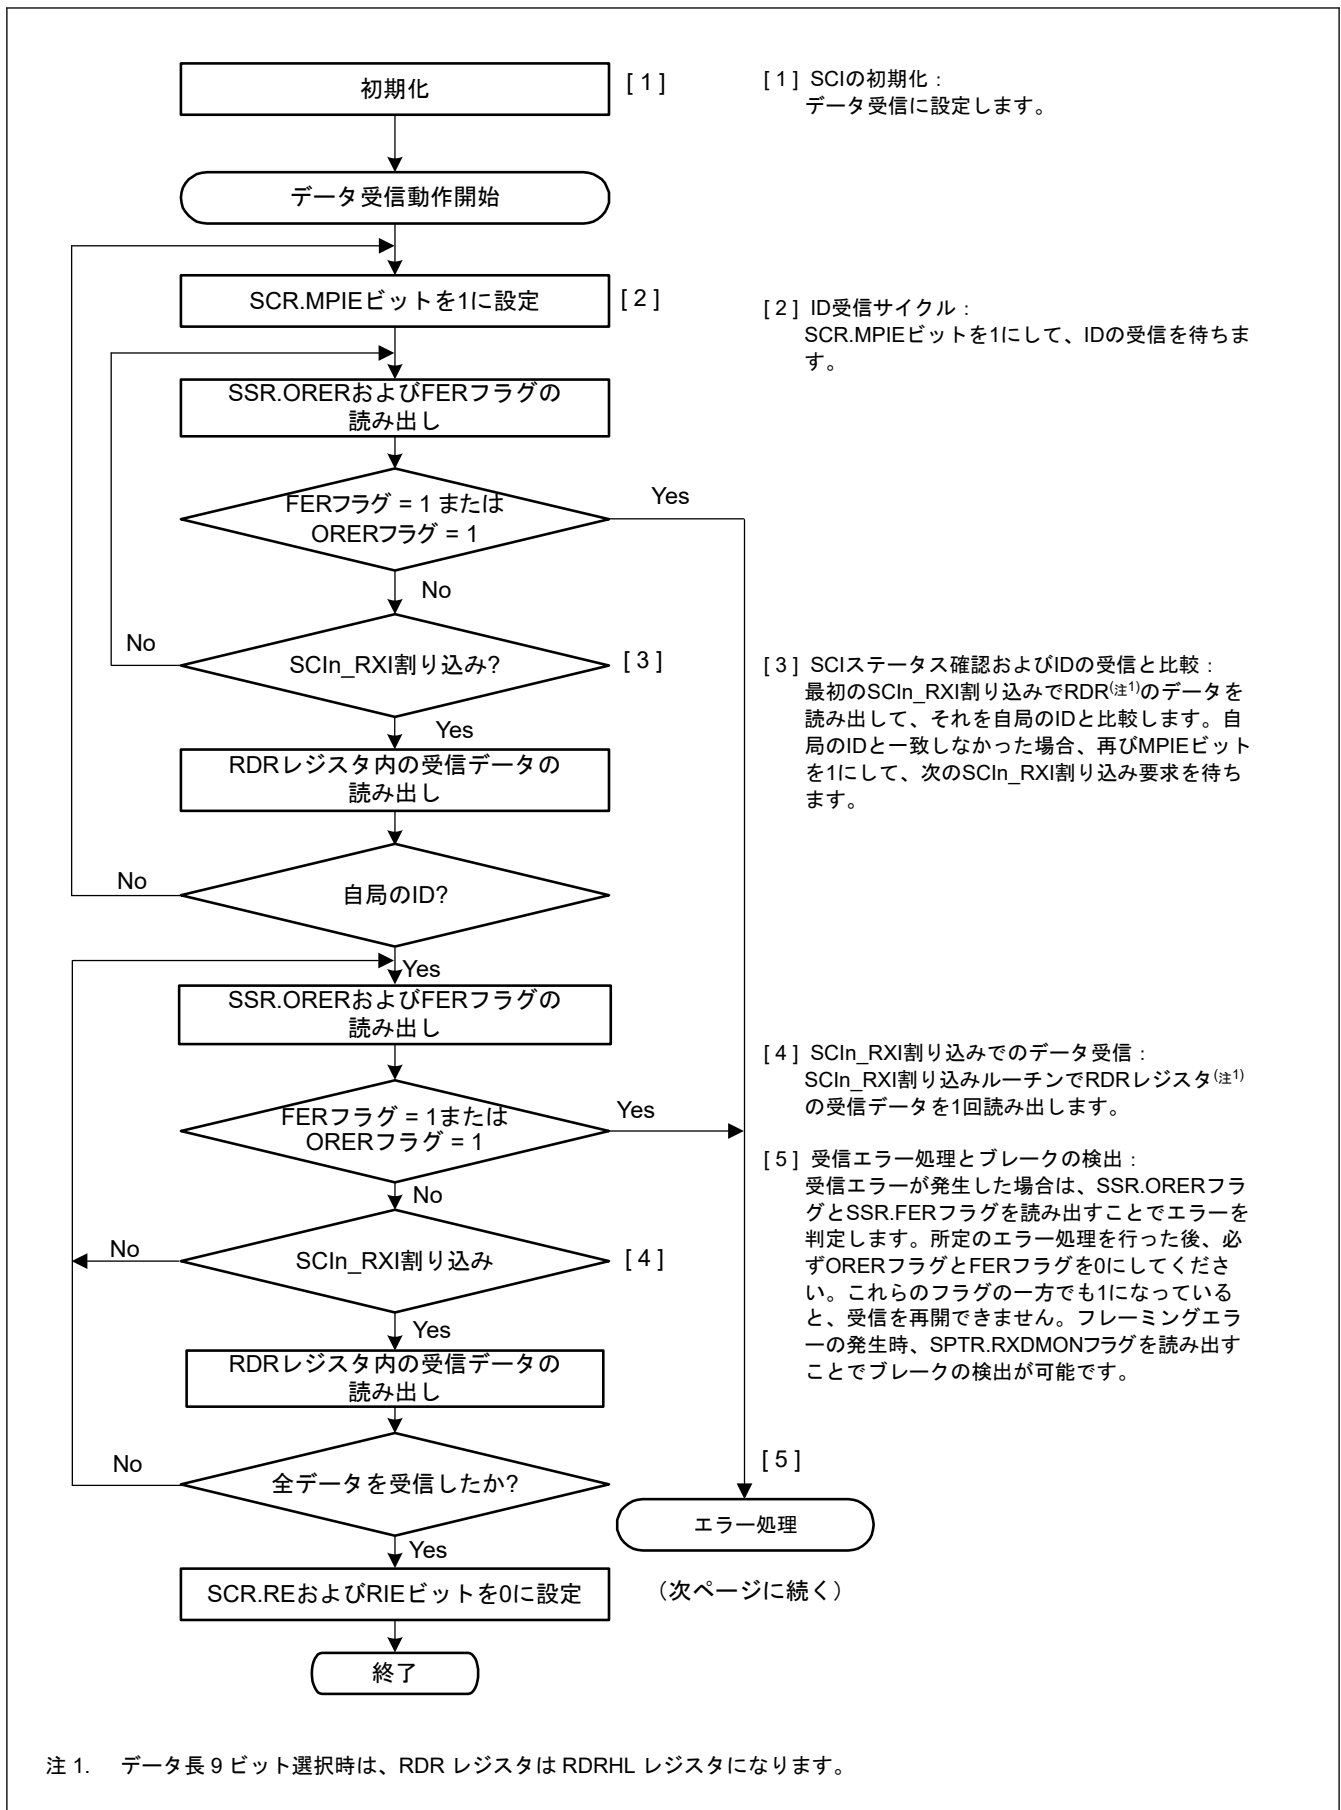 初期化
[ 1 ]
[ 1 ] SCIの初期化：
データ受信に設定します。
データ受信動作開始
SCR.MPIEビットを1に設定
[ 2 ]
[ 2 ] ID受信サイクル：
SCR.MPIEビットを1にして、IDの受信を待ちま
す。
SSR.ORERおよびFERフラグの
読み出し
FERフラグ = 1 または
ORERフラグ = 1
Yes
No
SCIn_RXI割り込み?
No
[ 3 ]
[ 3 ] SCIステータス確認およびIDの受信と比較：
最初のSCIn_RXI割り込みでRDR(注1)のデータを
読み出して、それを自局のIDと比較します。自
局のIDと一致しなかった場合、再びMPIEビット
を1にして、次のSCIn_RXI割り込み要求を待ち
ます。
Yes
RDRレジスタ内の受信データの
読み出し
No
自局のID?
Yes
SSR.ORERおよびFERフラグの
読み出し
FERフラグ = 1または
ORERフラグ = 1
Yes
[ 4 ] SCIn_RXI割り込みでのデータ受信：
SCIn_RXI割り込みルーチンでRDRレジスタ(注1)
の受信データを1回読み出します。
[ 5 ] 受信エラー処理とブレークの検出：
受信エラーが発生した場合は、SSR.ORERフラ
グとSSR.FERフラグを読み出すことでエラーを
判定します。所定のエラー処理を行った後、必
ずORERフラグとFERフラグを0にしてくださ
い。これらのフラグの一方でも1になっている
と、受信を再開できません。フレーミングエラ
ーの発生時、SPTR.RXDMONフラグを読み出す
ことでブレークの検出が可能です。
No
No
SCIn_RXI割り込み
[ 4 ]
Yes
RDRレジスタ内の受信データの
読み出し
No
全データを受信したか?
[ 5 ]
エラー処理
Yes
SCR.REおよびRIEビットを0に設定
（次ページに続く）
終了
注 1. データ長 9 ビット選択時は、RDR レジスタは RDRHL レジスタになります。